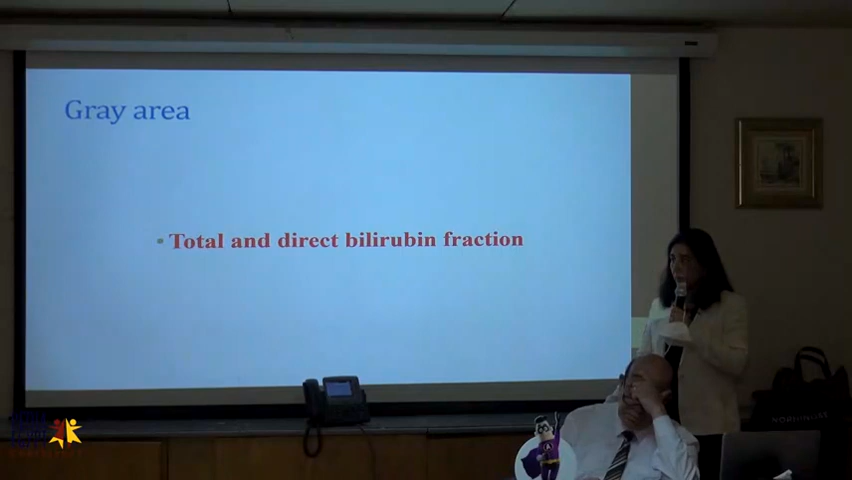 Gray area
• Total and direct bilirubin fraction